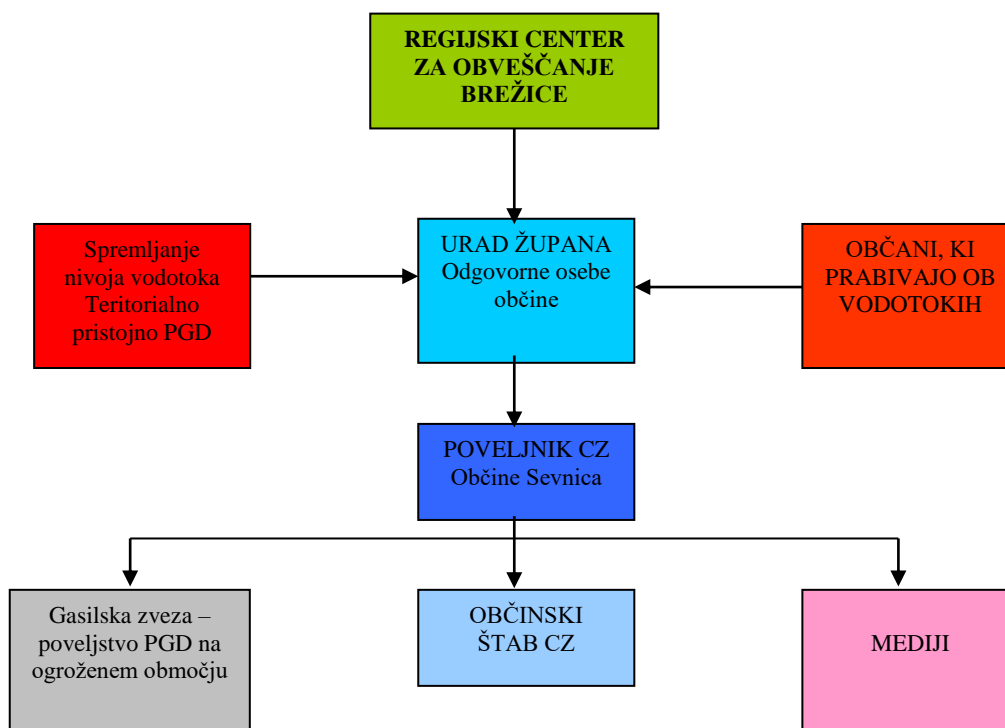 REGIJSKI CENTER
ZA OBVEŠČANJE
BREŽICE
Spremljanje
nivoja vodotoka
Teritorialno
pristojno PGD
URAD ŽUPANA
Odgovorne osebe
občine
OBČANI, KI
PRABIVAJO OB
VODOTOKIH
POVELJNIK CZ
Občine Sevnica
Gasilska zveza –
poveljstvo PGD na
ogroženem območju
OBČINSKI
ŠTAB CZ
MEDIJI